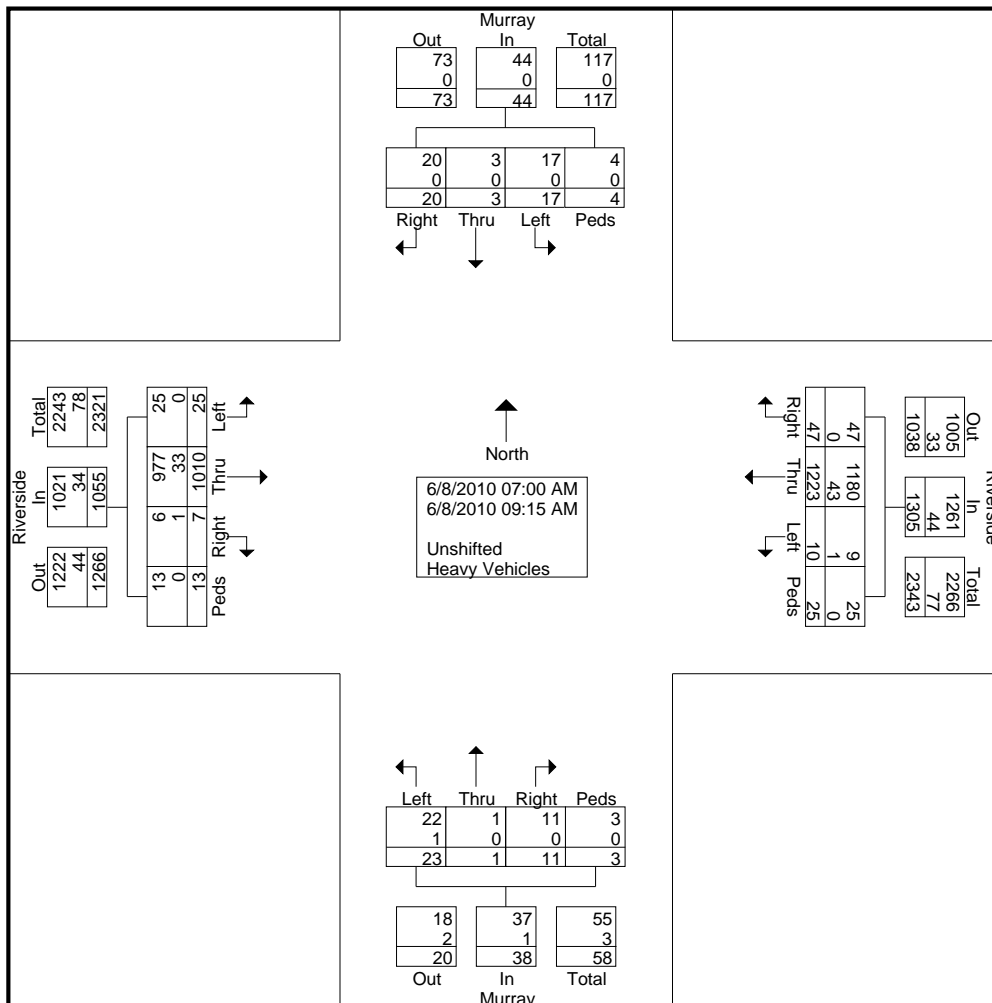 Murray
Out In Total
73 44 117
0 0 0
73 44 117
20 3 17 4
0 0 0 0
20 3 17 4
Right Thru Left Peds
Riverside
Total In Out
2243 1021 1222
78 34 44
2321 1055 1266
25 977 6 13
0 33 1 0
25 1010 7 13
Left Thru Right Peds
North
6/8/2010 07:00 AM
6/8/2010 09:15 AM
Unshifted
Heavy Vehicles
Right Thru Left Peds
47 1223 10 25
0 43 1 0
47 1180 9 25
1038 1305 2343
33 44 77
1005 1261 2266
Out In Total
Riverside
Left Thru Right Peds
22 1 11 3
1 0 0 0
23 1 11 3
18 37 55
2 1 3
20 38 58
Out In Total
Murray